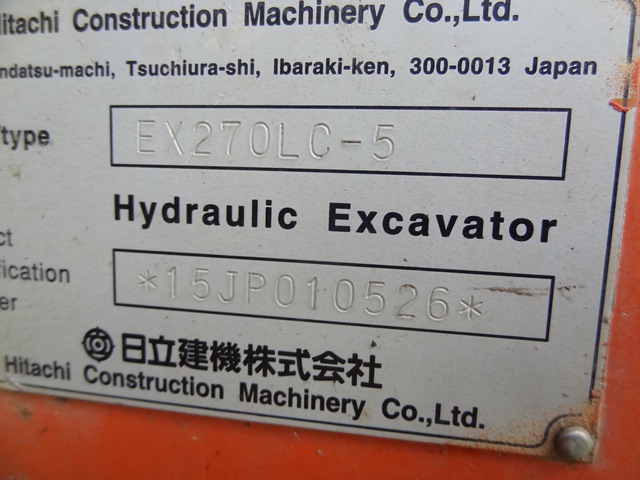 Hitachi Construction Machinery Co.,Ltd.
ndatsu-machi, Tsuchiura-shi, Ibaraki-ken, 300-0013 Japan
/type EX270LC-5
Hydraulic Excavator
ct
ification
er *15JP010526*
日立建機株式会社
Hitachi Construction Machinery Co.,Ltd.